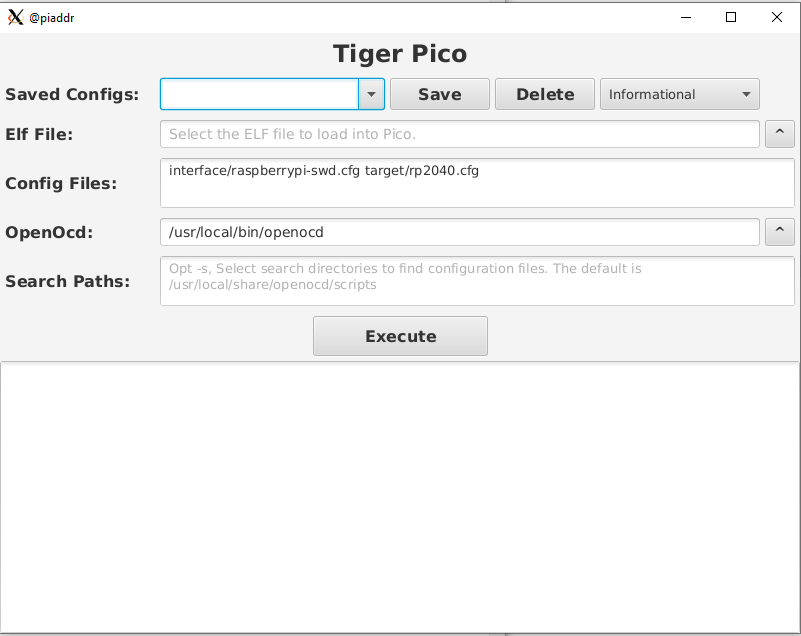 @piaddr
Tiger Pico
Saved Configs:
Save
Delete
Informational
Elf File:
Select the ELF file to load into Pico.
^
Config Files:
interface/raspberrypi-swd.cfg target/rp2040.cfg
OpenOcd:
/usr/local/bin/openocd
^
Search Paths:
Opt -s, Select search directories to find configuration files. The default is
/usr/local/share/openocd/scripts
Execute